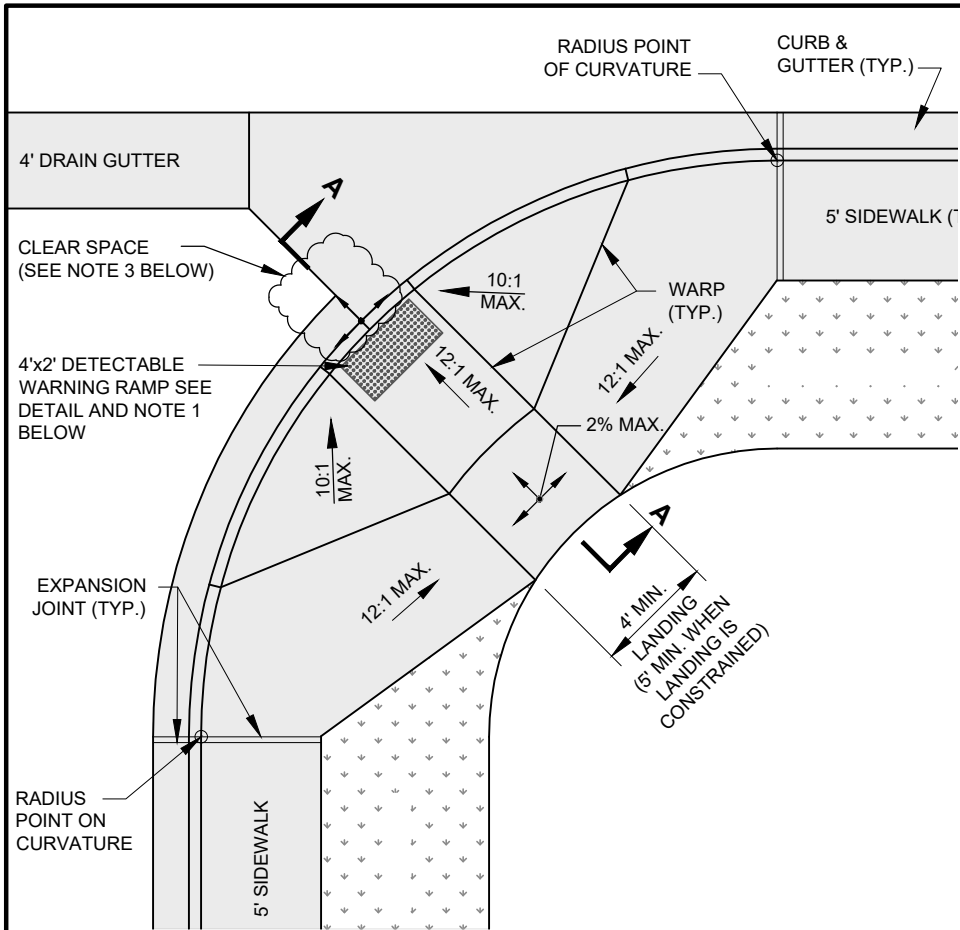 RADIUS POINT
OF CURVATURE
CURB &
GUTTER (TYP.)
4' DRAIN GUTTER
A
5' SIDEWALK (T
CLEAR SPACE
(SEE NOTE 3 BELOW)
10:1
MAX.
WARP
(TYP.)
4'x2' DETECTABLE
WARNING RAMP SEE
DETAIL AND NOTE 1
BELOW
12:1 MAX.
12:1 MAX.
2% MAX.
10:1
MAX.
A
EXPANSION
JOINT (TYP.)
12:1 MAX.
4' MIN.
LANDING
(5' MIN. WHEN
LANDING IS
CONSTRAINED)
RADIUS
POINT ON
CURVATURE
5' SIDEWALK